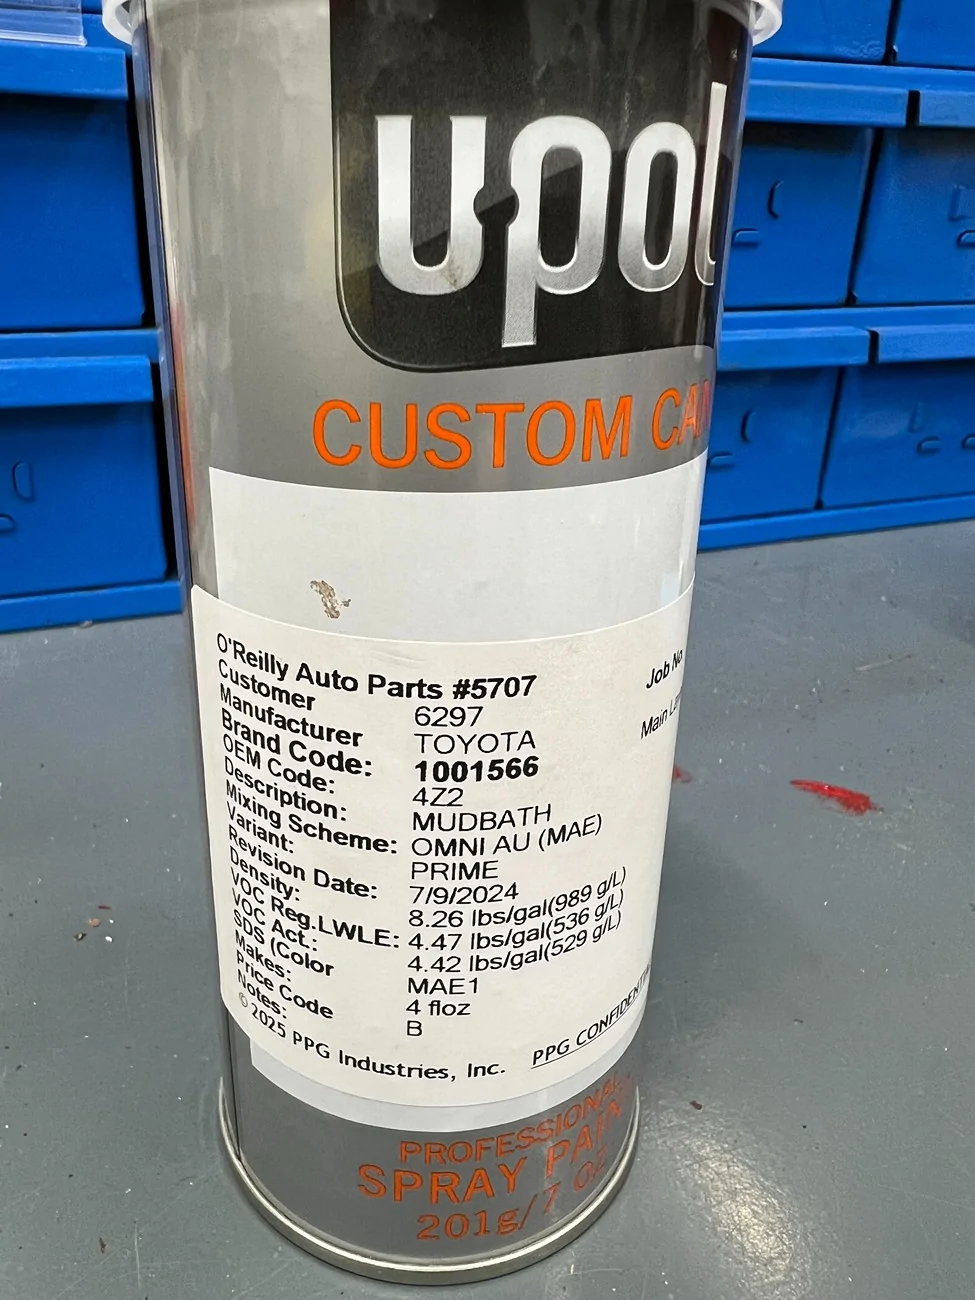 upol
CUSTOM CAN
O'Reilly Auto Parts #5707
Customer 6297
Manufacturer TOYOTA
Brand Code: 1001566
OEM Code: 4Z2
Description: MUDBATH
Mixing Scheme: OMNI AU (MAE)
Variant: PRIME
Revision Date: 7/9/2024
Density: 8.26 lbs/gal(989 g/L)
VOC Reg.LWLE: 4.47 lbs/gal(536 g/L)
VOC Act.: 4.42 lbs/gal(529 g/L)
SDS (Color MAE1
Makes: 4 floz
Price Code B
Notes:
© 2025 PPG Industries, Inc. PPG CONFIDENTIA
Job No
Main
PROFESSIONAL
SPRAY PAIN
201g/7 OZ